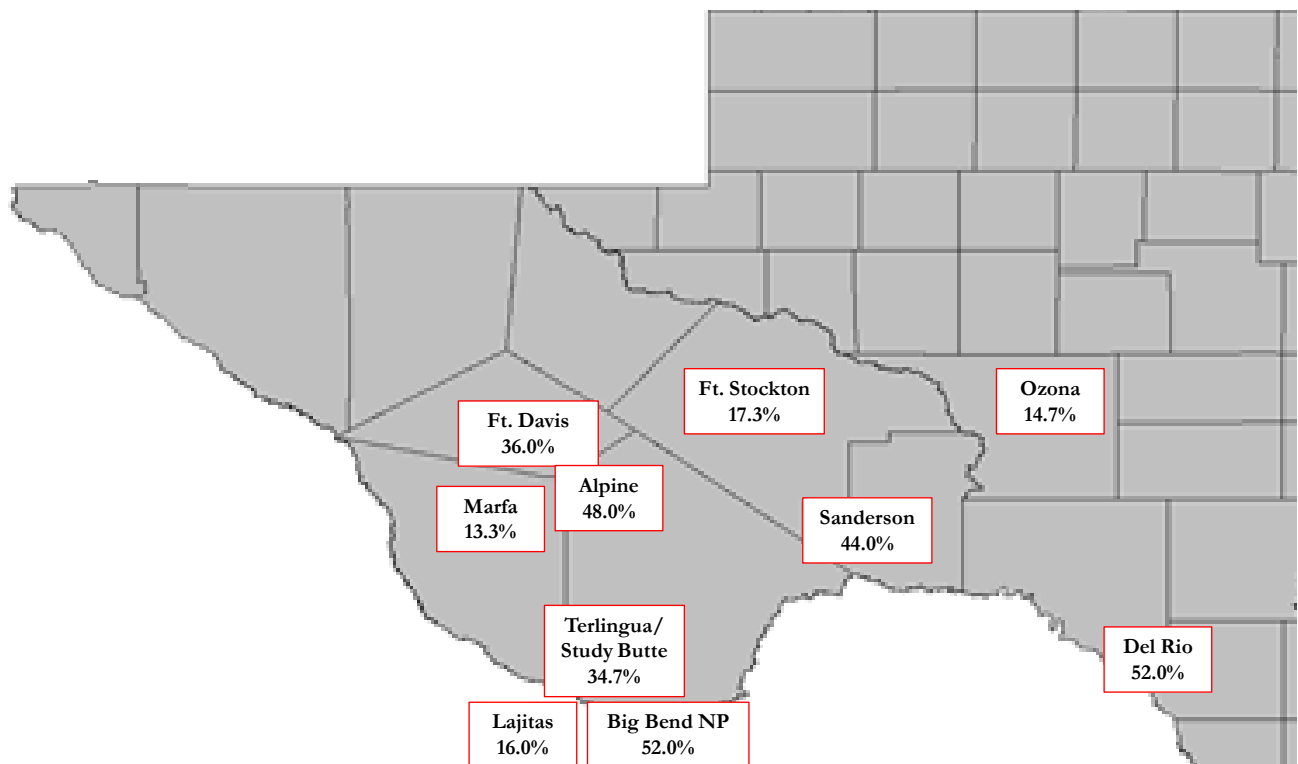 Ft. Stockton
17.3%
Ozona
14.7%
Ft. Davis
36.0%
Alpine
48.0%
Marfa
13.3%
Sanderson
44.0%
Terlingua/
Study Butte
34.7%
Del Rio
52.0%
Lajitas
16.0%
Big Bend NP
52.0%